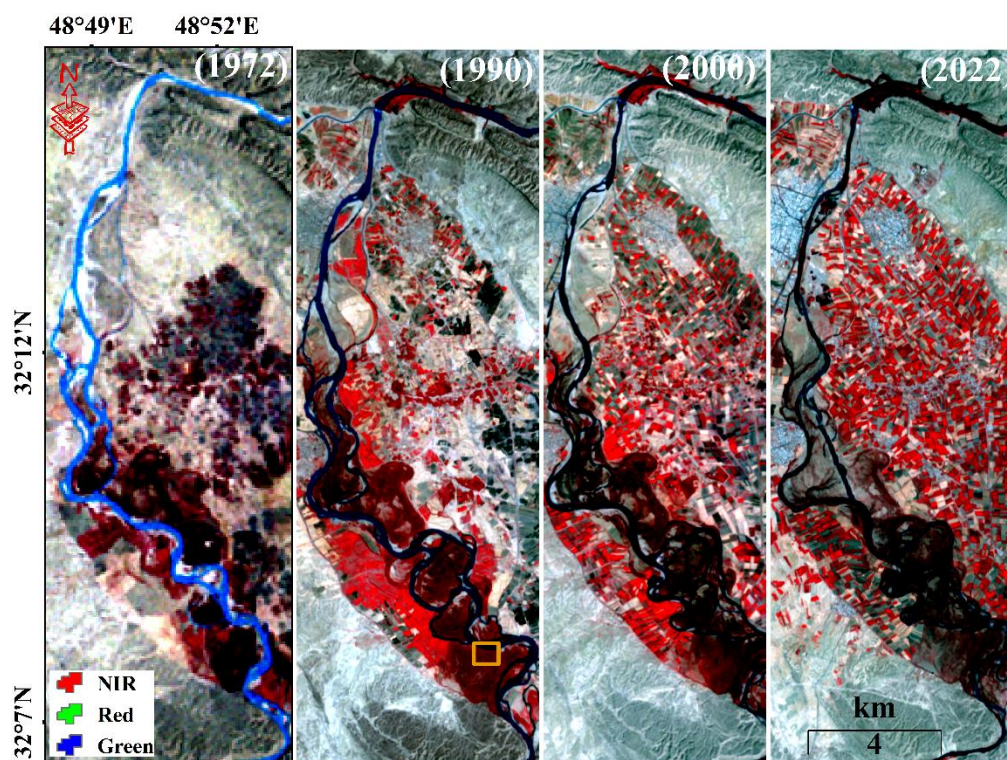 48°49'E 48°52'E
(1972) (1990) (2000) (2022)
N
32°12'N
32°7'N
NIR
Red
Green
km
4